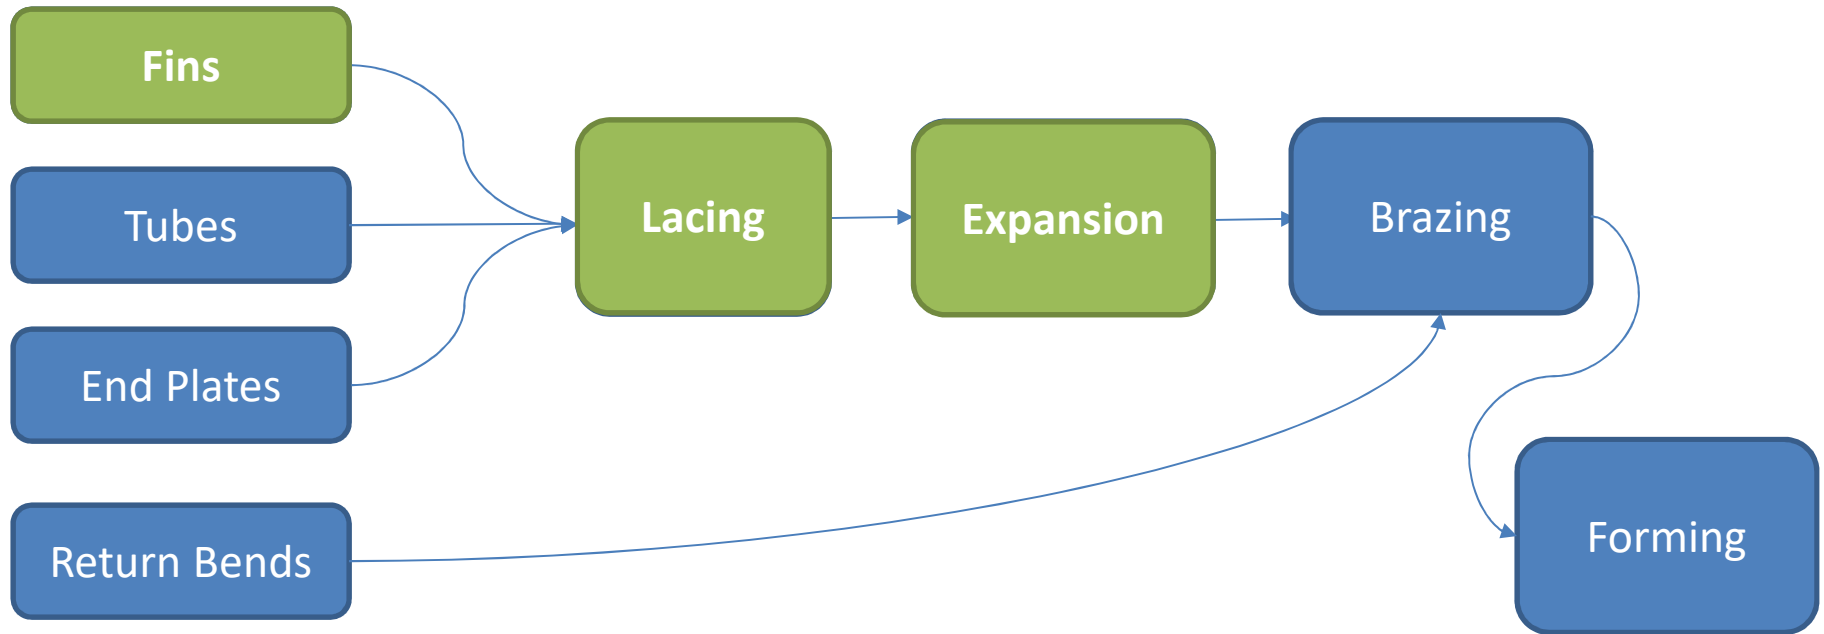 Fins
Tubes
End Plates
Return Bends
Lacing
Expansion
Brazing
Forming